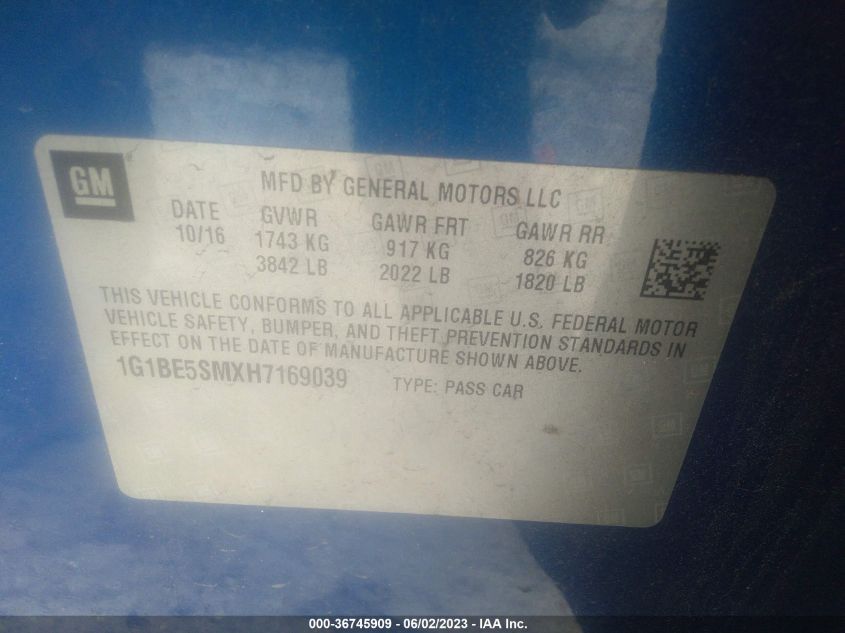 GM
MFD BY GENERAL MOTORS LLC
DATE GVWR GAWR FRT GAWR RR
10/16 1743 KG 917 KG 826 KG
3842 LB 2022 LB 1820 LB
THIS VEHICLE CONFORMS TO ALL APPLICABLE U.S. FEDERAL MOTOR
VEHICLE SAFETY, BUMPER, AND THEFT PREVENTION STANDARDS IN
EFFECT ON THE DATE OF MANUFACTURE SHOWN ABOVE.
1G1BE5SMXH7169039 TYPE: PASS CAR
000-36745909 - 06/02/2023 - IAA Inc.